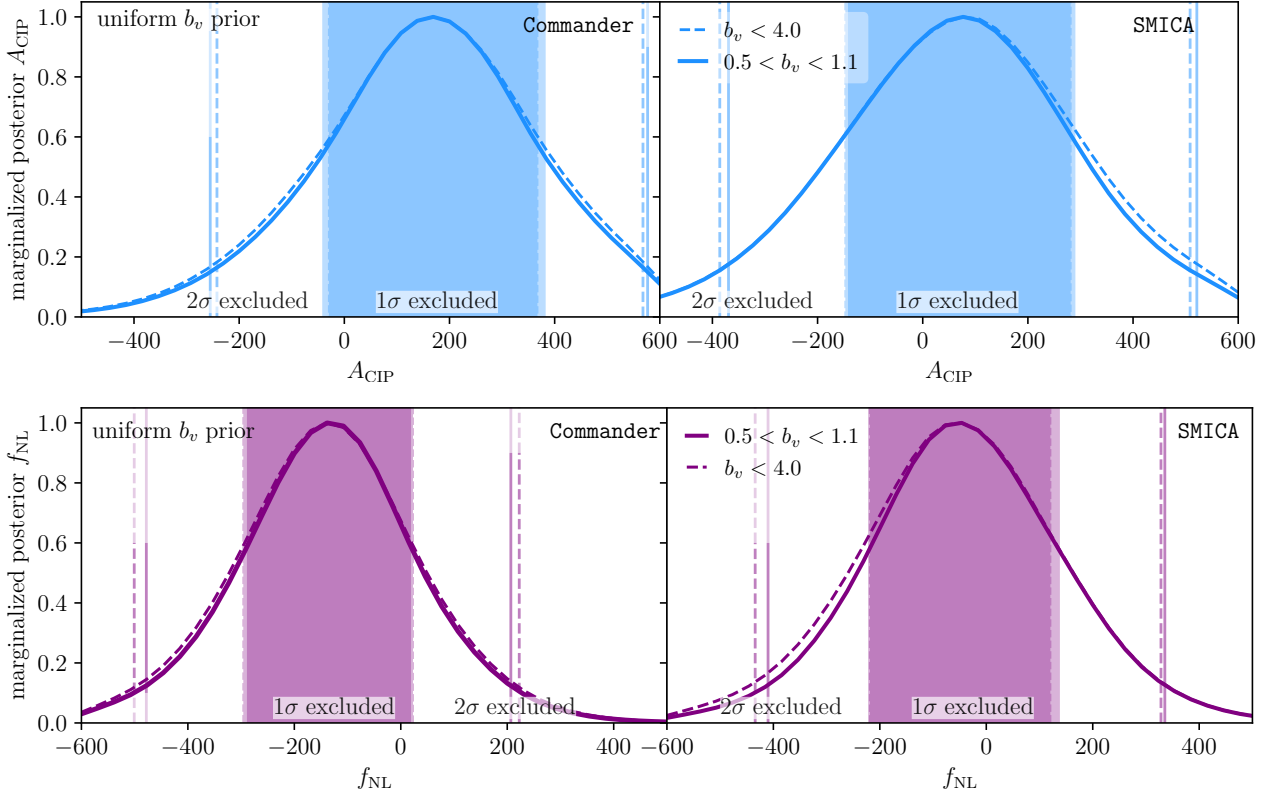 uniform b_v prior
Commander
b_v < 4.0
0.5 < b_v < 1.1
SMICA
marginalized posterior A_CIP
1.0
0.8
0.6
0.4
0.2
0.0
2σ excluded
1σ excluded
2σ excluded
1σ excluded
−400 −200 0 200 400 600
−400 −200 0 200 400 600
A_CIP
A_CIP
uniform b_v prior
Commander
0.5 < b_v < 1.1
b_v < 4.0
SMICA
marginalized posterior f_NL
1.0
0.8
0.6
0.4
0.2
0.0
1σ excluded
2σ excluded
2σ excluded
1σ excluded
−600 −400 −200 0 200 400
−600 −400 −200 0 200 400
f_NL
f_NL